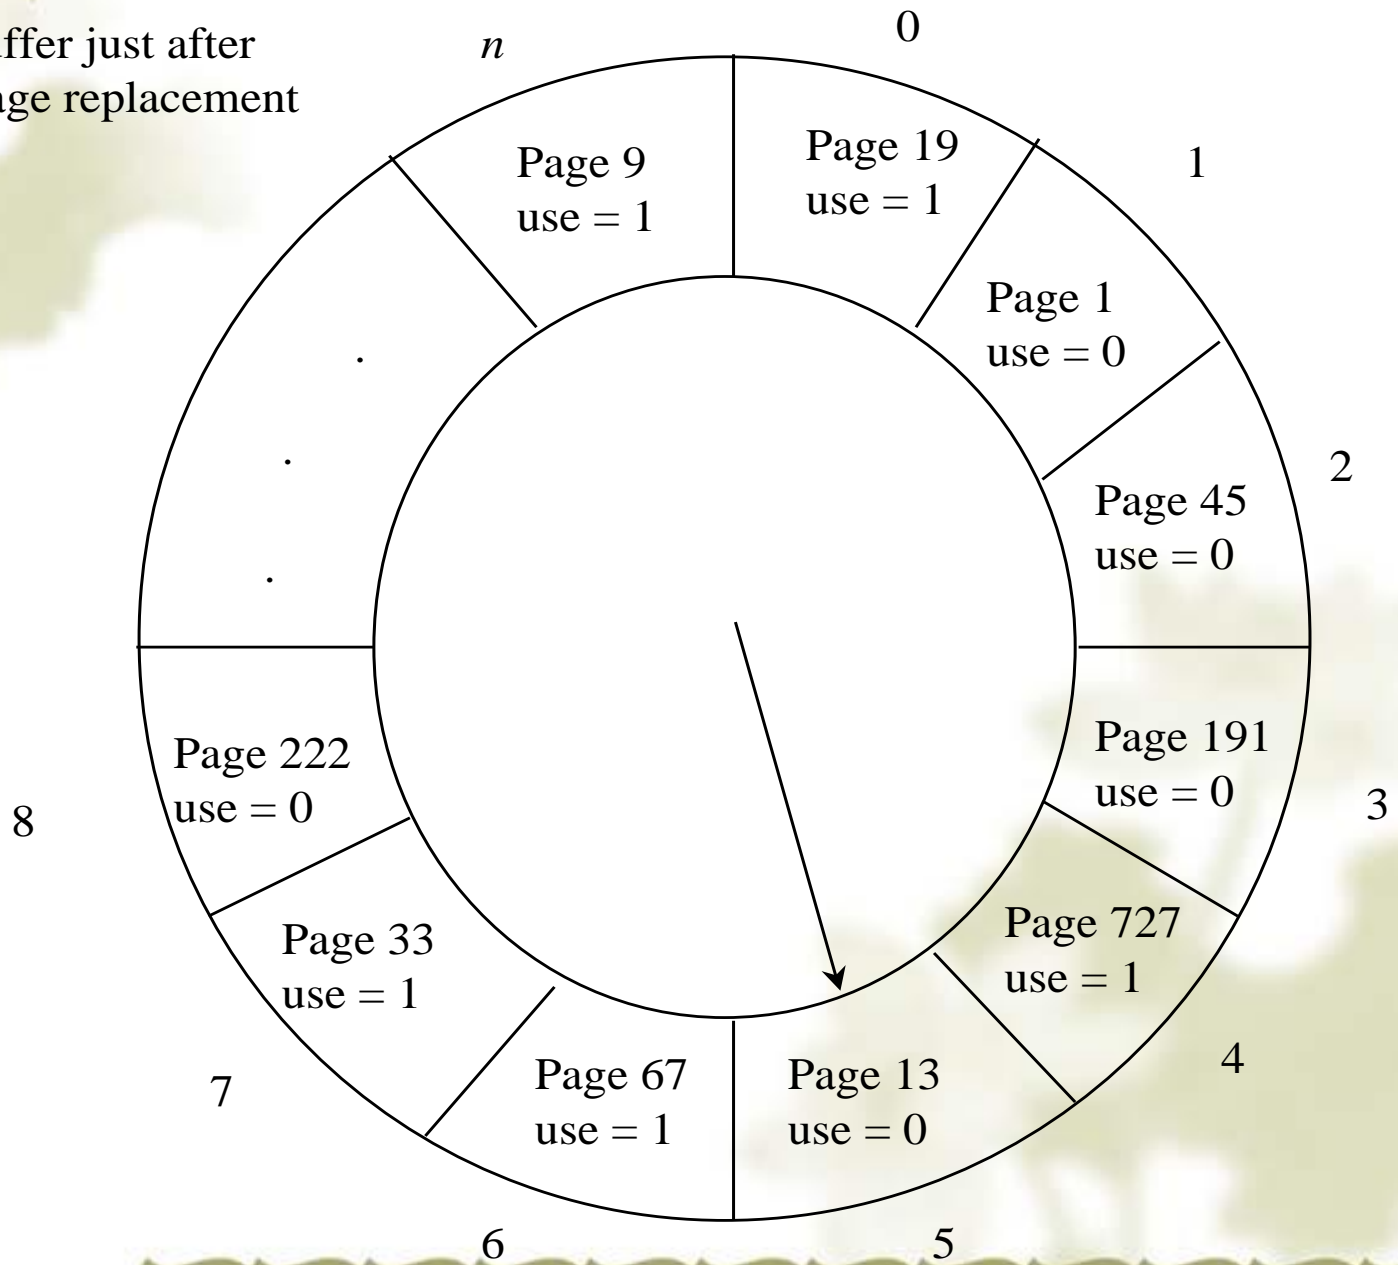 just after
replacement
n
0
Page 9
use = 1
Page 19
use = 1
1
Page 1
use = 0
2
Page 45
use = 0
.
.
.
Page 222
use = 0
8
Page 191
use = 0
3
Page 33
use = 1
7
Page 727
use = 1
4
Page 67
use = 1
6
Page 13
use = 0
5